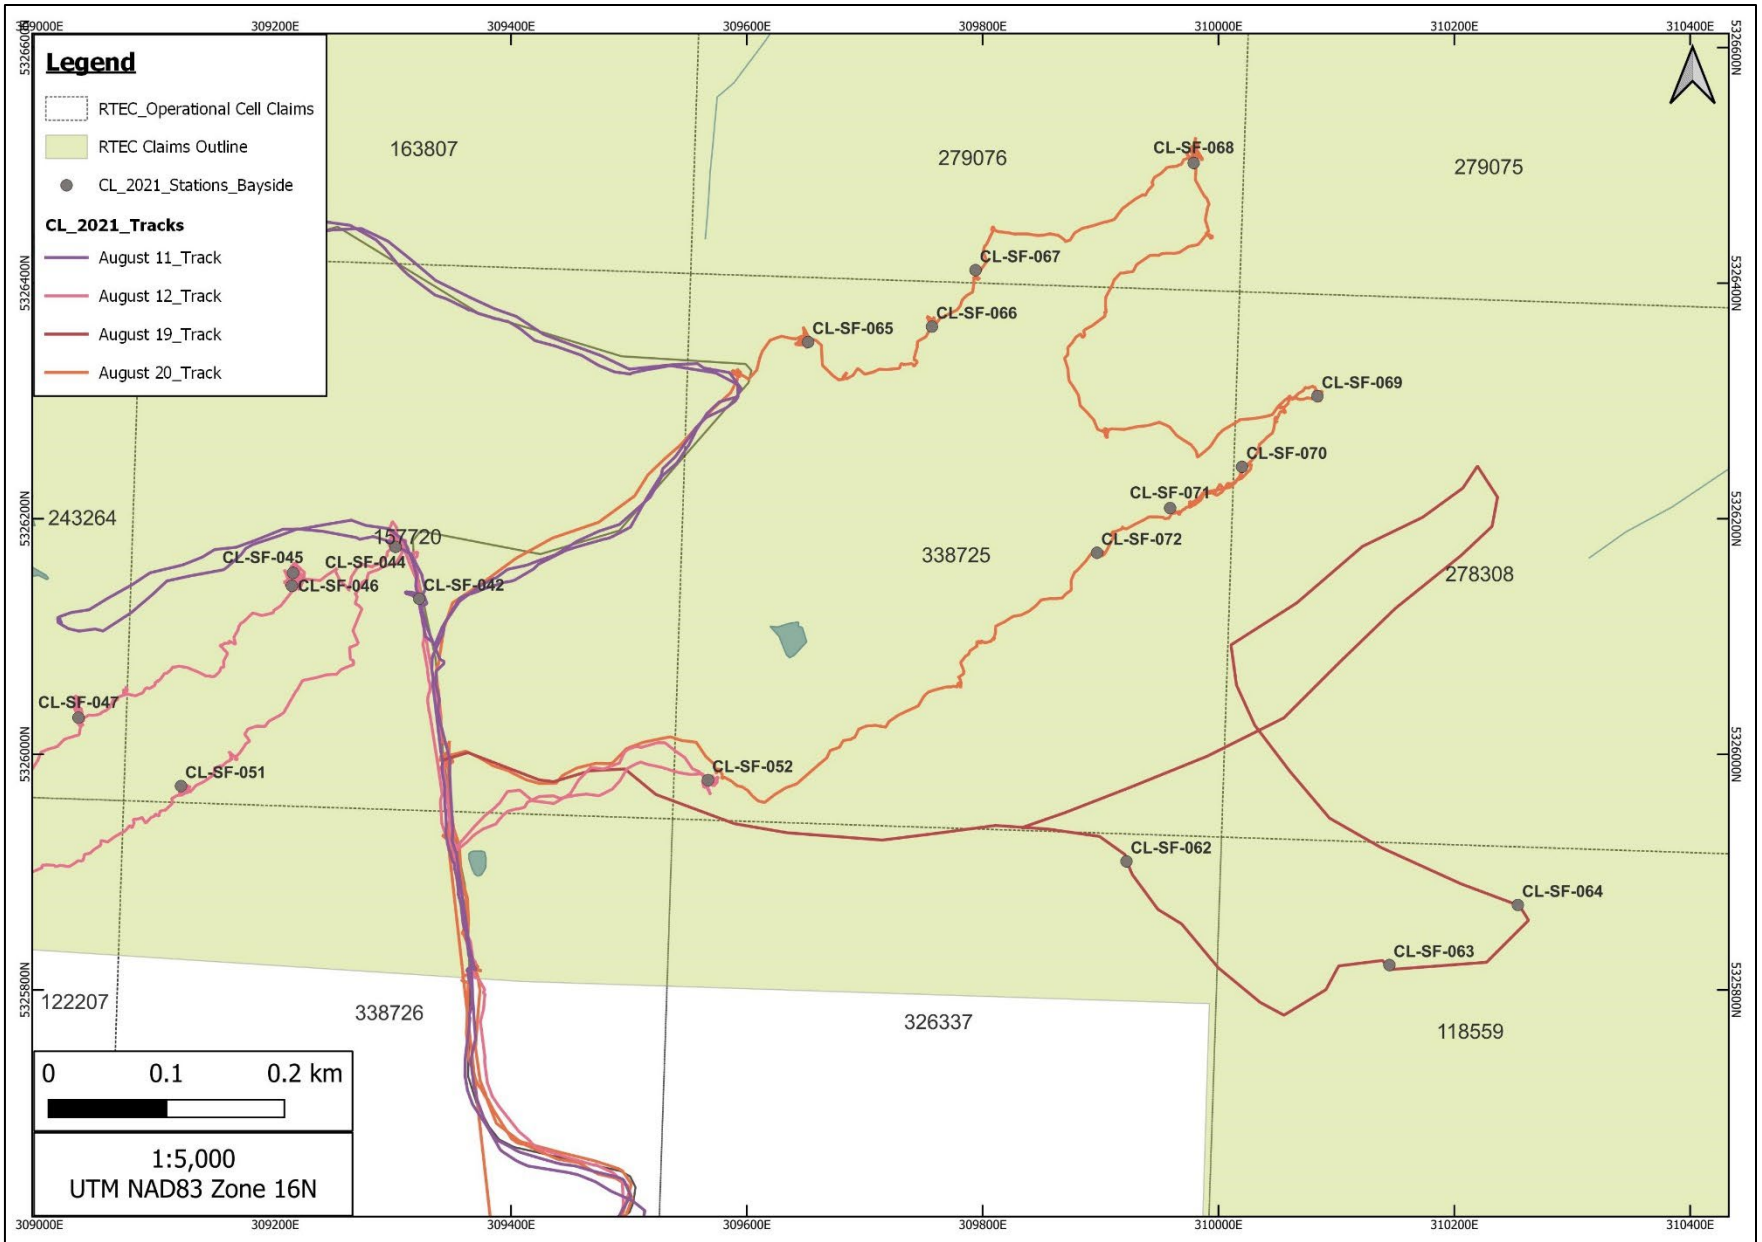 309000E 309200E 309400E 309600E 309800E 310000E 310200E 310400E
5326600N 5326600N
Legend
RTEC_Operational Cell Claims
RTEC Claims Outline
CL_2021_Stations_Bayside
CL_2021_Tracks
August 11_Track
August 12_Track
August 19_Track
August 20_Track
163807
279076
CL-SF-068
279075
CL-SF-067
5326400N 5326400N
CL-SF-066
CL-SF-065
CL-SF-069
CL-SF-070
CL-SF-071
5326200N 5326200N
243264
157720
CL-SF-072
338725
CL-SF-045
CL-SF-044
278308
CL-SF-046
CL-SF-042
CL-SF-047
5326000N 5326000N
CL-SF-051
CL-SF-052
CL-SF-062
CL-SF-064
CL-SF-063
5325800N 5325800N
122207
338726
326337
118559
0 0.1 0.2 km
1:5,000
UTM NAD83 Zone 16N
309000E 309200E 309400E 309600E 309800E 310000E 310200E 310400E